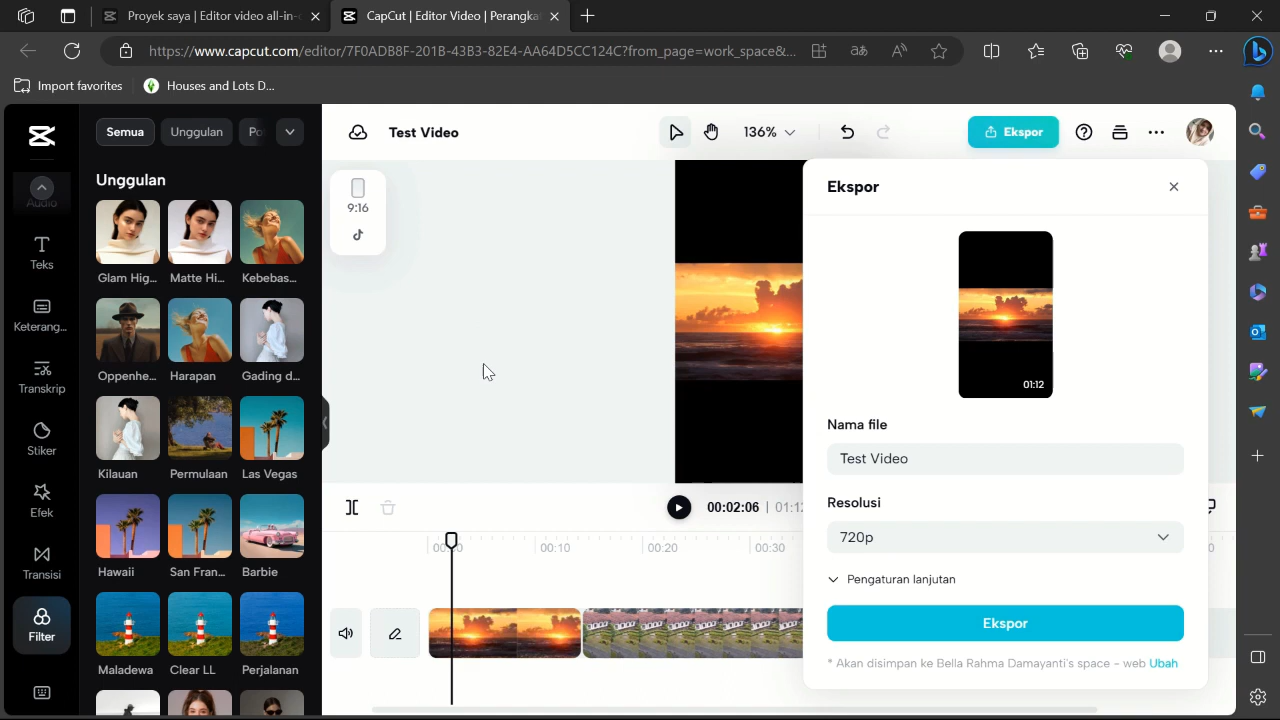 Proyek saya | Editor video all-in-o
CapCut | Editor Video | Perangka
https://www.capcut.com/editor/7F0ADB8F-201B-43B3-82E4-AA64D5CC124C?from_page=work_space&...
Import favorites
Houses and Lots D...
Semua
Unggulan
Test Video
136%
Ekspor
Audio
Teks
Keterang...
Transkrip
Stiker
Efek
Transisi
Filter
Unggulan
Glam Hig...
Matte Hi...
Kebebas...
Oppenhe...
Harapan
Gading d...
Kilauan
Permulaan
Las Vegas
Hawaii
San Fran...
Barbie
Maladewa
Clear LL
Perjalanan
9:16
Ekspor
01:12
Nama file
Test Video
Resolusi
720p
Pengaturan lanjutan
Ekspor
* Akan disimpan ke Bella Rahma Damayanti's space - web Ubah
00:02:06 | 01:12
00:10
00:20
00:30